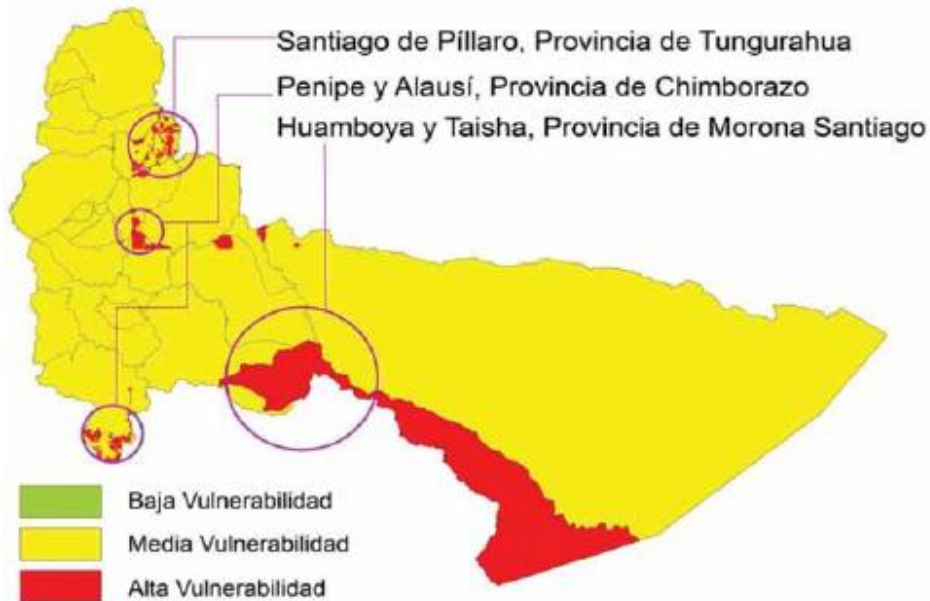 Santiago de Píllaro, Provincia de Tungurahua
Penipe y Alausí, Provincia de Chimborazo
Huamboya y Taisha, Provincia de Morona Santiago
Baja Vulnerabilidad
Media Vulnerabilidad
Alta Vulnerabilidad